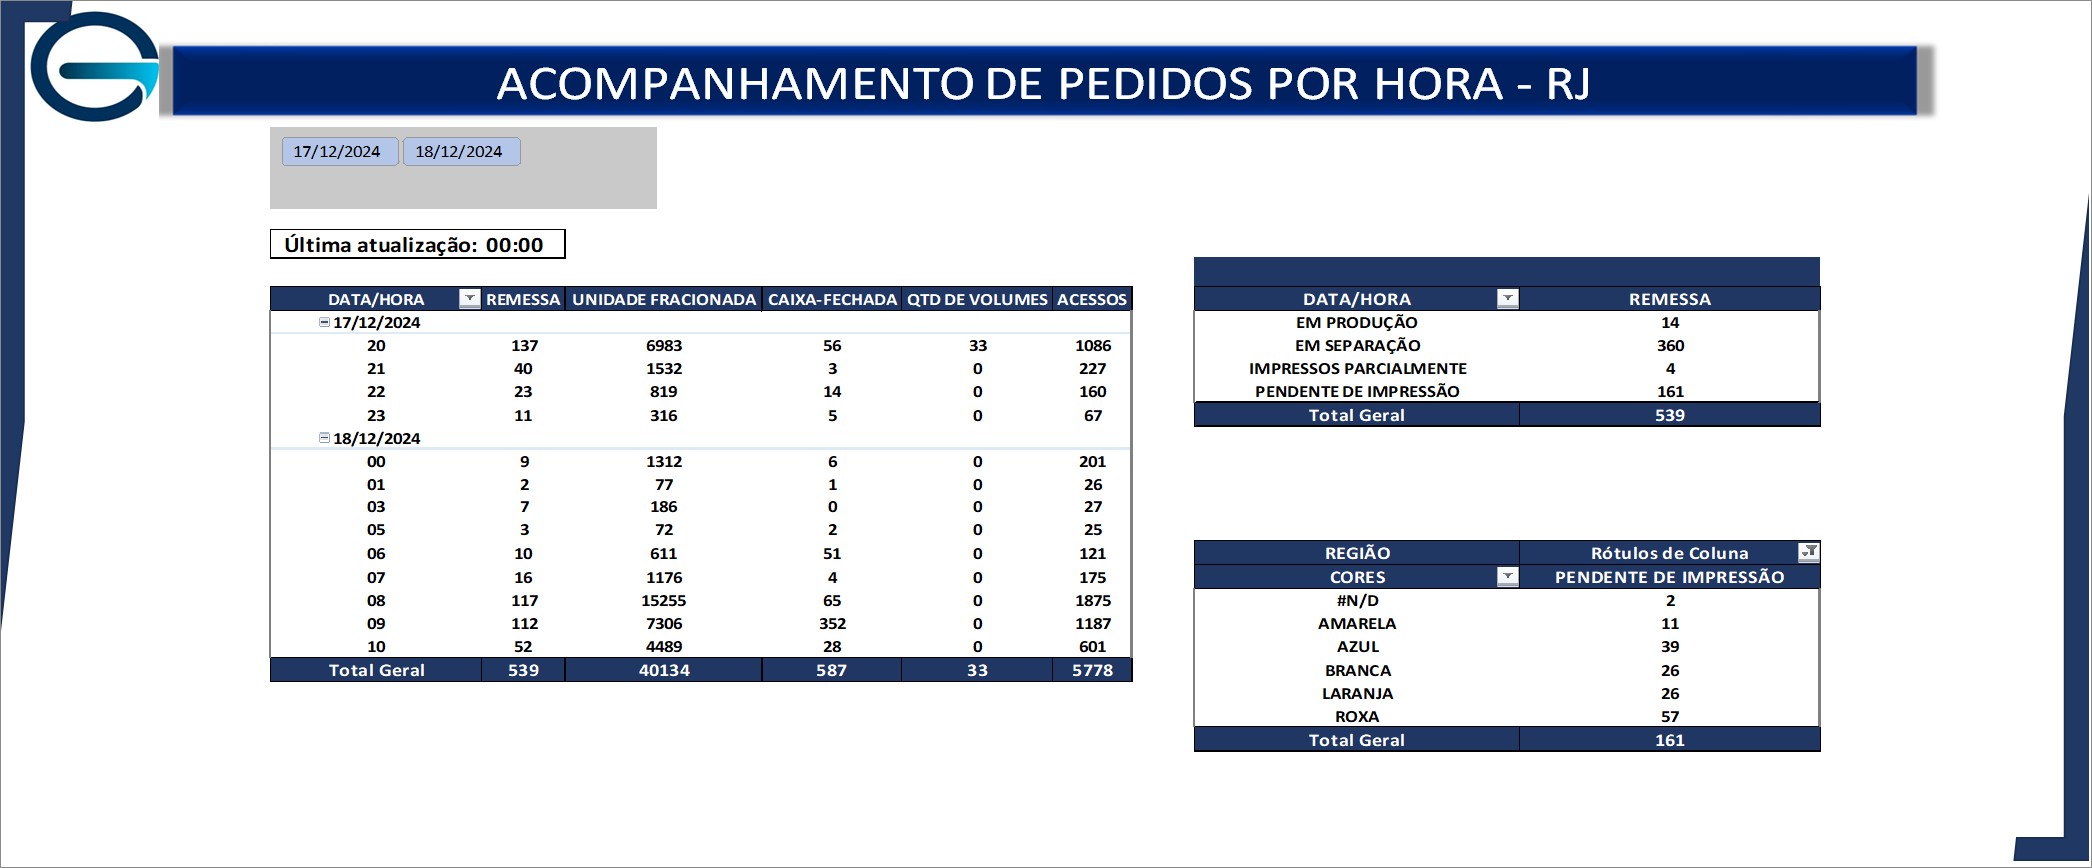 ACOMPANHAMENTO DE PEDIDOS POR HORA - RJ
17/12/2024 18/12/2024
Última atualização: 00:00
DATA/HORA REMESSA UNIDADE FRACIONADA CAIXA-FECHADA QTD DE VOLUMES ACESSOS
17/12/2024
20 137 6983 56 33 1086
21 40 1532 3 0 227
22 23 819 14 0 160
23 11 316 5 0 67
18/12/2024
00 9 1312 6 0 201
01 2 77 1 0 26
03 7 186 0 0 27
05 3 72 2 0 25
06 10 611 51 0 121
07 16 1176 4 0 175
08 117 15255 65 0 1875
09 112 7306 352 0 1187
10 52 4489 28 0 601
Total Geral 539 40134 587 33 5778
DATA/HORA REMESSA
EM PRODUÇÃO 14
EM SEPARAÇÃO 360
IMPRESSOS PARCIALMENTE 4
PENDENTE DE IMPRESSÃO 161
Total Geral 539
REGIÃO Rótulos de Coluna
CORES PENDENTE DE IMPRESSÃO
#N/D 2
AMARELA 11
AZUL 39
BRANCA 26
LARANJA 26
ROXA 57
Total Geral 161